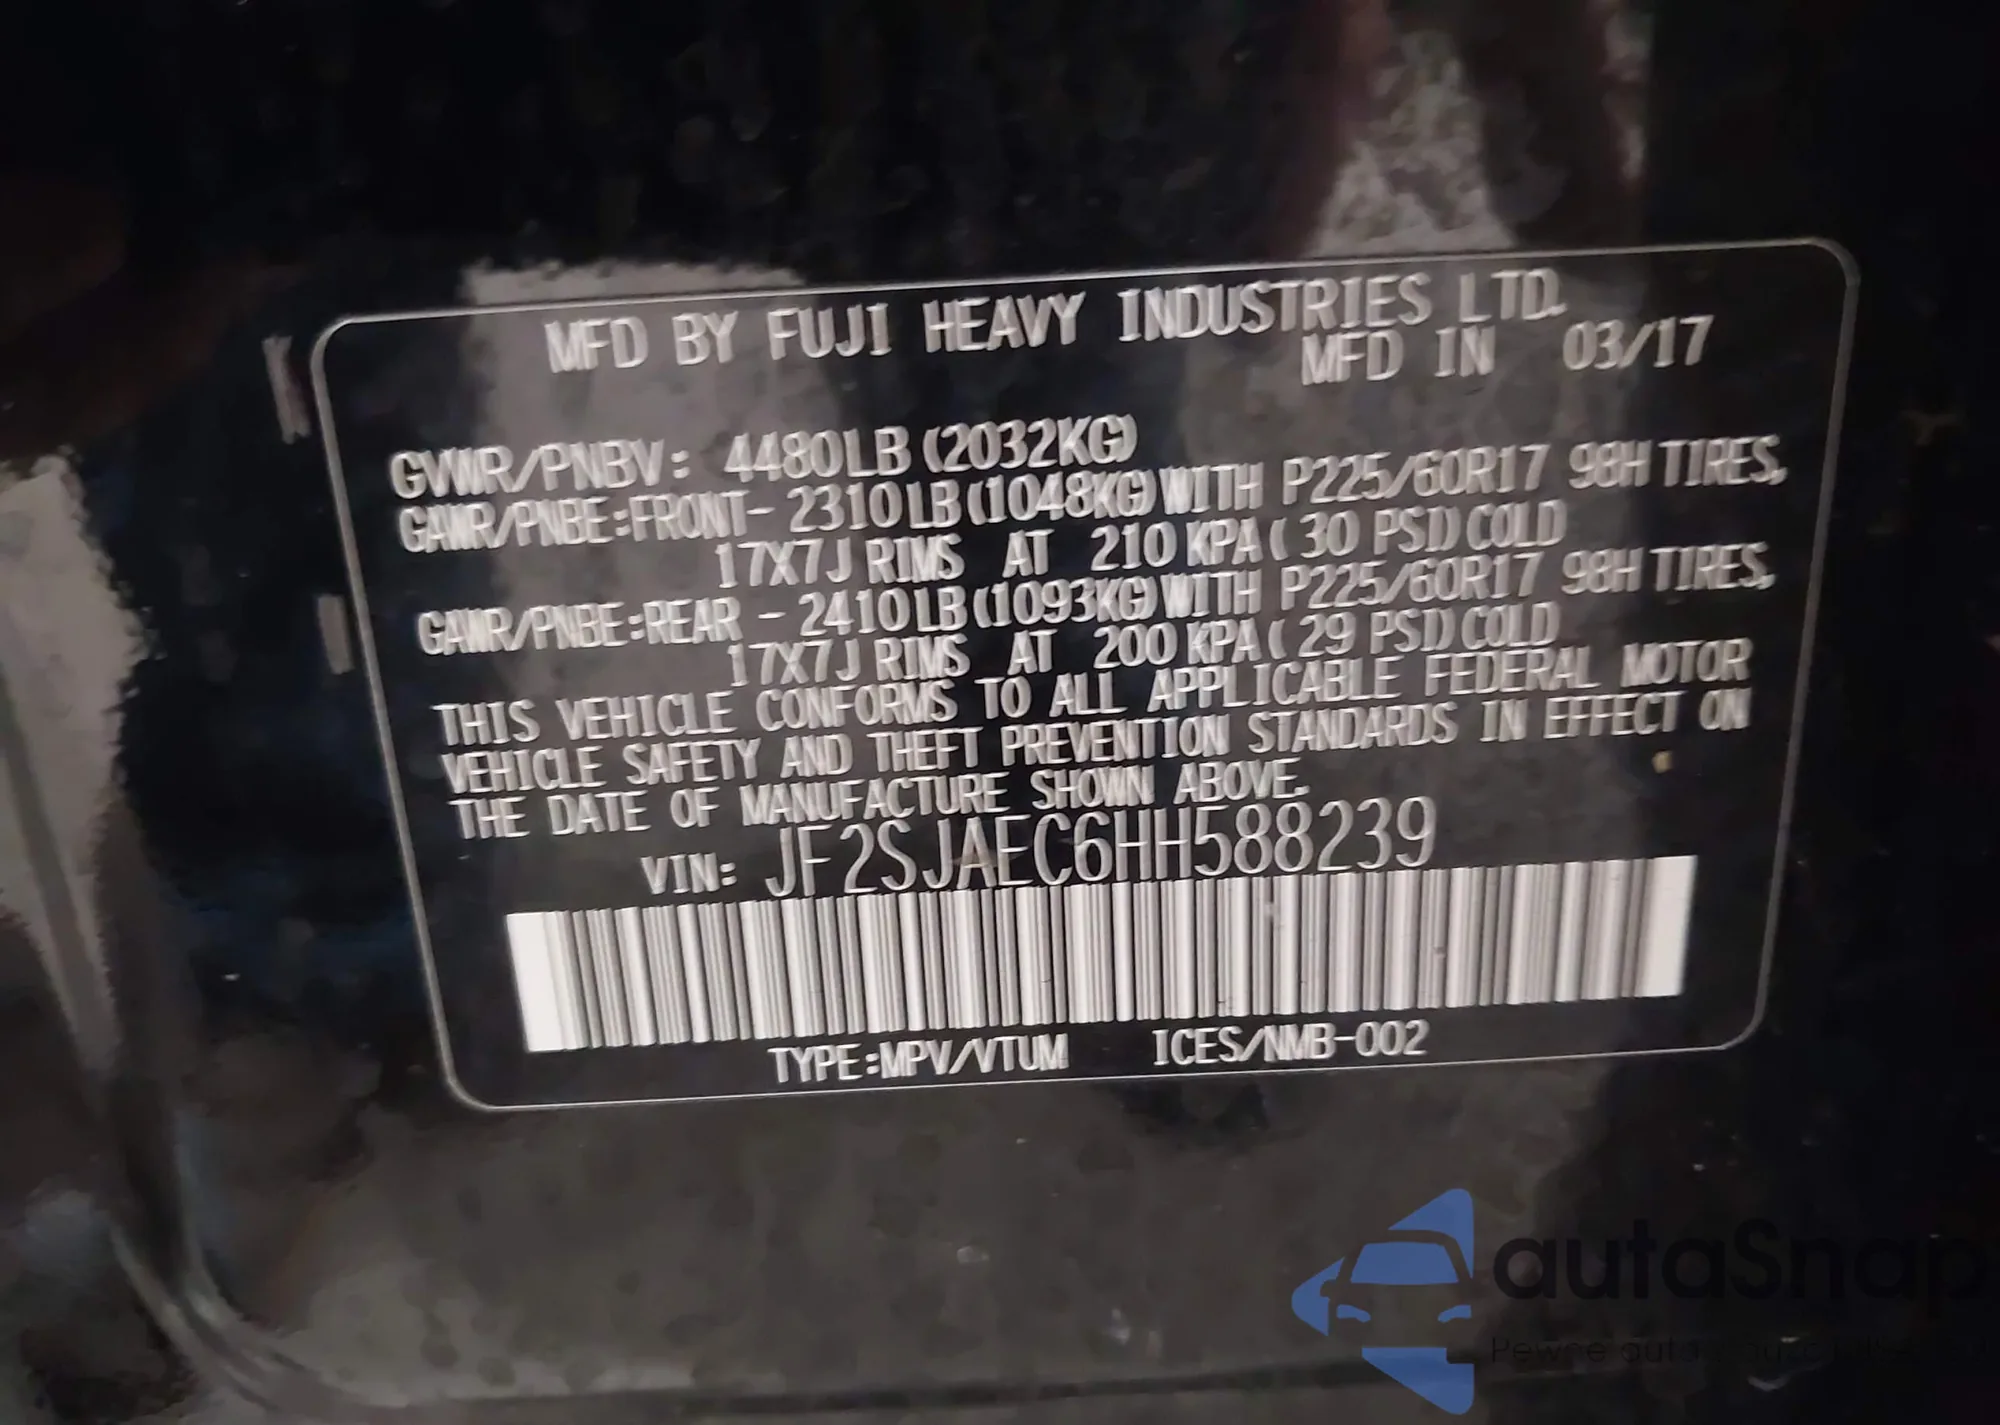 MFD BY FUJI HEAVY INDUSTRIES LTD.
MFD IN 03/17
GVWR/PNBV: 4480LB (2032KG)
GAWR/PNBE:FRONT- 2310LB (1048KG) WITH P225/60R17 98H TIRES,
17X7J RIMS AT 210 KPA ( 30 PSI) COLD
GAWR/PNBE:REAR - 2410LB (1093KG) WITH P225/60R17 98H TIRES,
17X7J RIMS AT 200 KPA ( 29 PSI) COLD
THIS VEHICLE CONFORMS TO ALL APPLICABLE FEDERAL MOTOR
VEHICLE SAFETY AND THEFT PREVENTION STANDARDS IN EFFECT ON
THE DATE OF MANUFACTURE SHOWN ABOVE.
VIN: JF2SJAEC6HH588239
TYPE:MPV/VTUM ICES/NMB-002
autaSnap
Pewne auta